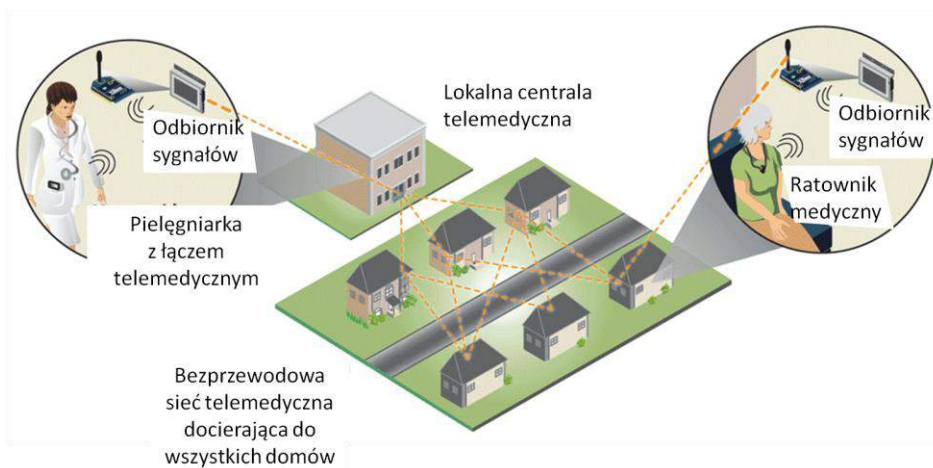 Odbiornik
sygnałów
Pielęgniarka
z łączem
telemedycznym
Lokalna centrala
telemedyczna
Odbiornik
sygnałów
Ratownik
medyczny
Bezprzewodowa
sieć telemedyczna
docierająca do
wszystkich domów